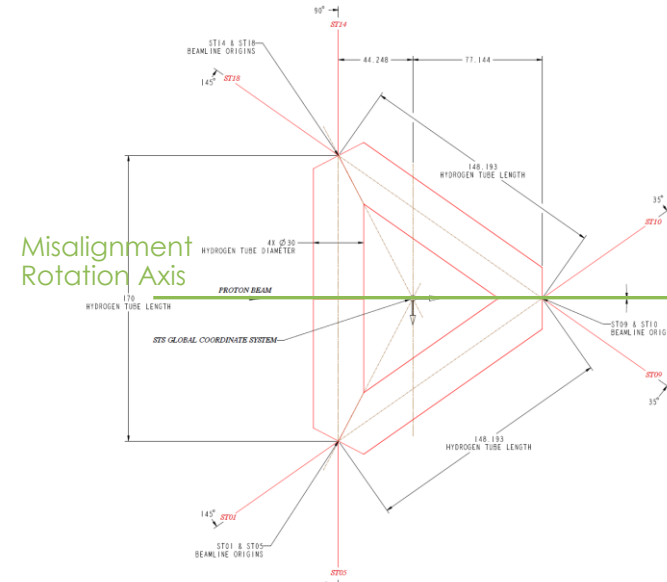 90°
ST14
ST14 & ST18
BEAMLINE ORIGINS
44.248
77.144
145°
ST18
148.193
HYDROGEN TUBE LENGTH
35°
ST10
Misalignment
Rotation Axis
4X Ø30
HYDROGEN TUBE DIAMETER
PROTON BEAM
170
HYDROGEN TUBE LENGTH
STS GLOBAL COORDINATE SYSTEM
ST09 & ST10
BEAMLINE ORIG
ST09
35°
148.193
HYDROGEN TUBE LENGTH
145°
ST01
ST01 & ST05
BEAMLINE ORIGINS
ST05